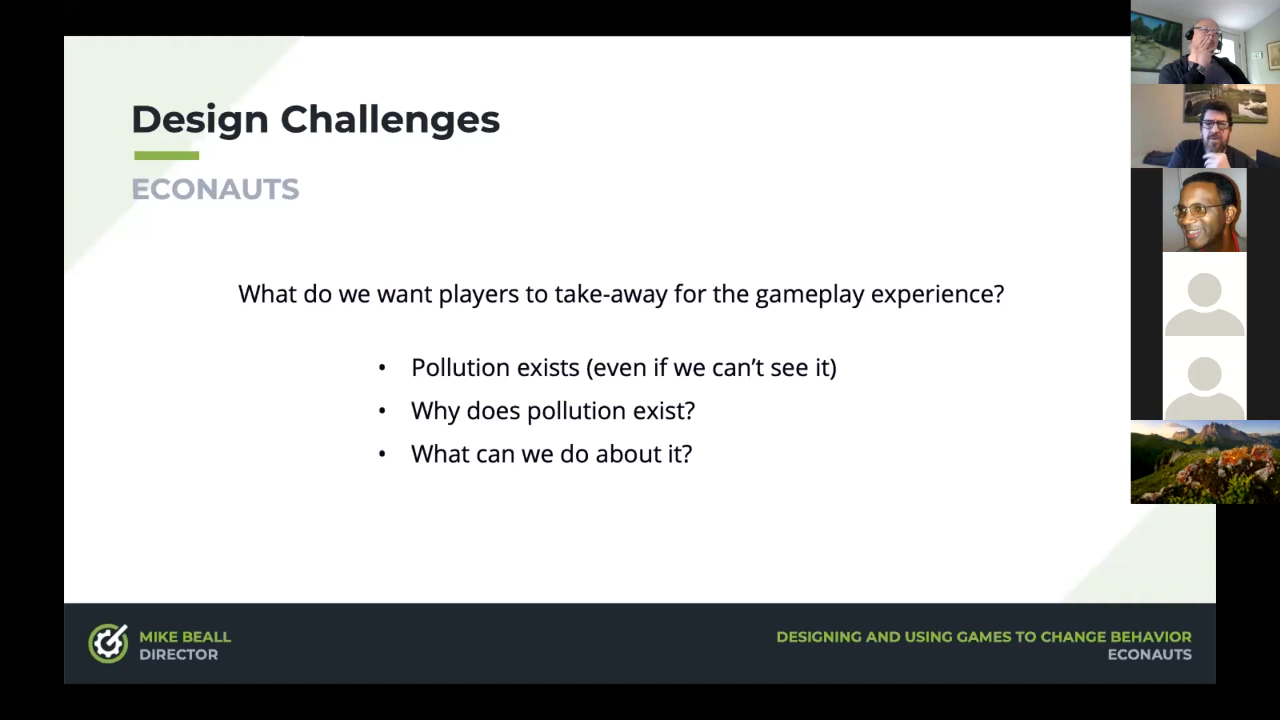 Design Challenges
ECONAUTS
What do we want players to take-away for the gameplay experience?
• Pollution exists (even if we can’t see it)
• Why does pollution exist?
• What can we do about it?
MIKE BEALL
DIRECTOR
DESIGNING AND USING GAMES TO CHANGE BEHAVIOR
ECONAUTS